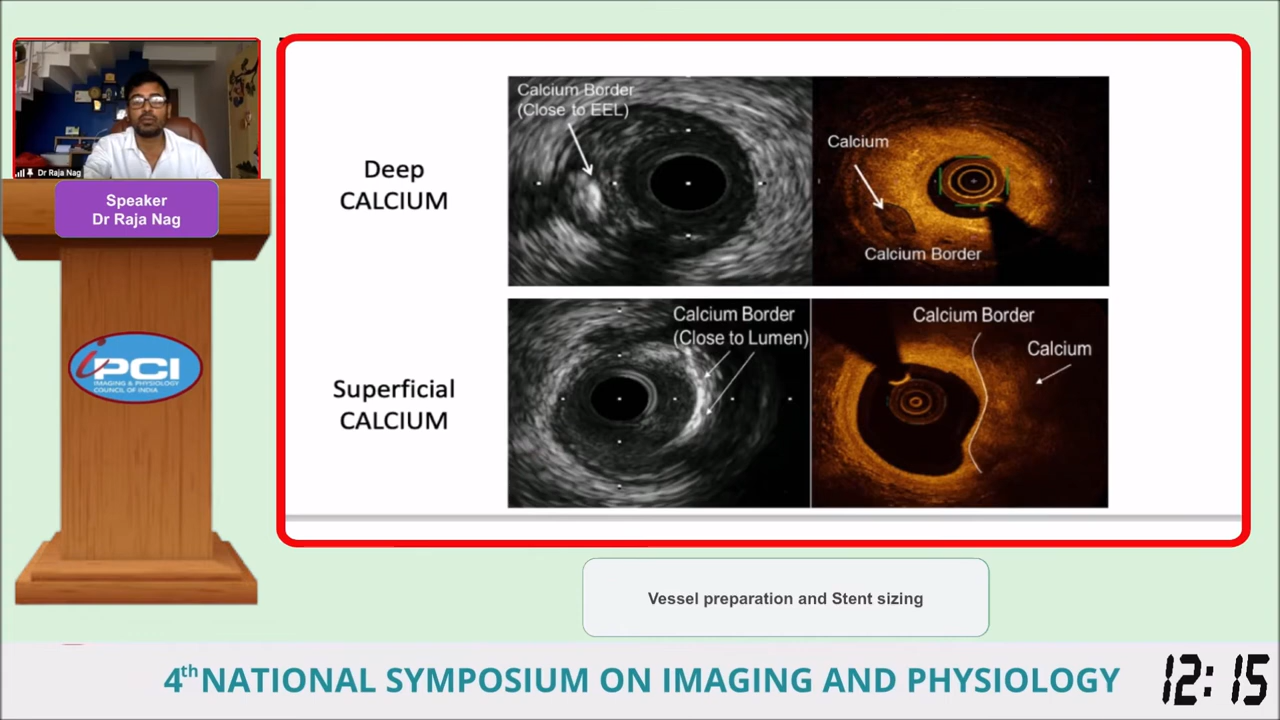 Dr Raja Nag
Speaker
Dr Raja Nag
iPCI
IMAGING & PHYSIOLOGY
COUNCIL OF INDIA
Deep
CALCIUM
Calcium Border
(Close to EEL)
Calcium
Calcium Border
Superficial
CALCIUM
Calcium Border
(Close to Lumen)
Calcium Border
Calcium
Vessel preparation and Stent sizing
4th NATIONAL SYMPOSIUM ON IMAGING AND PHYSIOLOGY
12:15